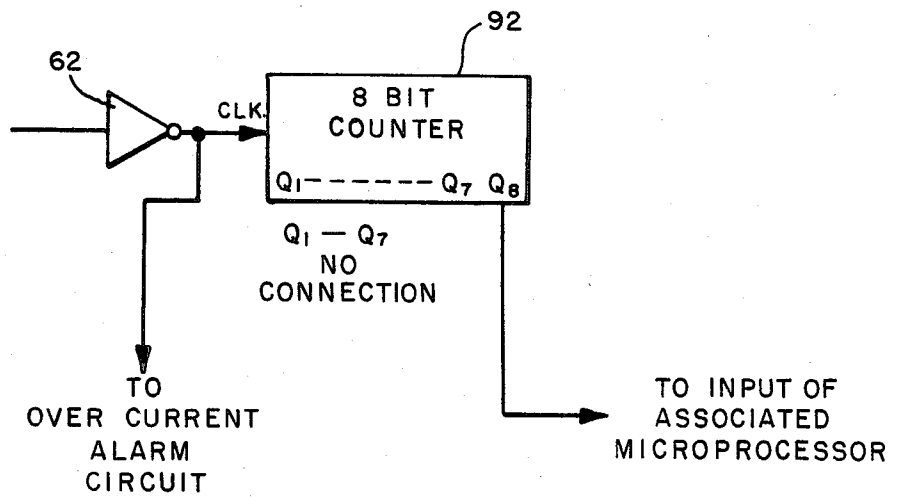 92
62
CLK.
8 BIT
COUNTER
Q₁-------Q₇ Q₈
Q₁ — Q₇
NO
CONNECTION
TO
OVER CURRENT
ALARM
CIRCUIT
TO INPUT OF
ASSOCIATED
MICROPROCESSOR